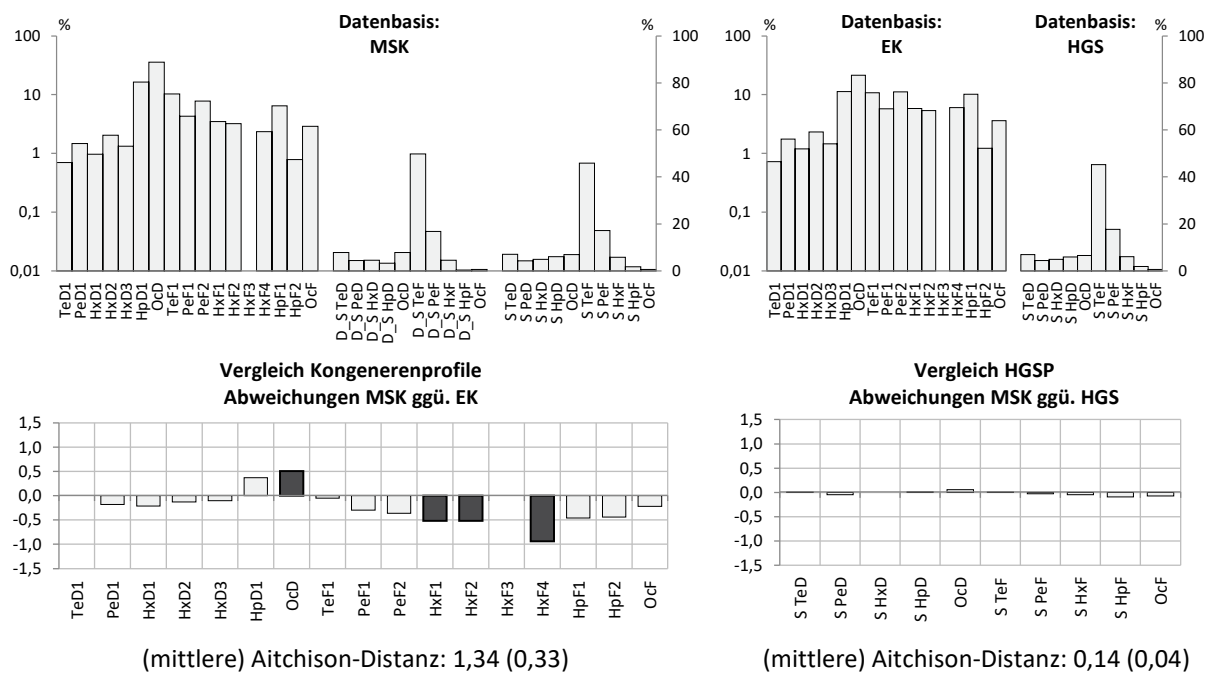 % Datenbasis: %
MSK
100
10
1
0,1
0,01
100
80
60
40
20
0
TeD1
PeD1
HxD1
HxD2
HxD3
HpD1
OcD
TeF1
PeF1
PeF2
HxF1
HxF2
HxF3
HxF4
HpF1
HpF2
OcF
D_S TeD
D_S PeD
D_S HxD
D_S HpD
OcD
D_S TeF
D_S PeF
D_S HxF
D_S HpF
OcF
S TeD
S PeD
S HxD
S HpD
OcD
S TeF
S PeF
S HxF
S HpF
OcF
% Datenbasis: Datenbasis: %
EK HGS
100
10
1
0,1
0,01
100
80
60
40
20
0
TeD1
PeD1
HxD1
HxD2
HxD3
HpD1
OcD
TeF1
PeF1
PeF2
HxF1
HxF2
HxF3
HxF4
HpF1
HpF2
OcF
S TeD
S PeD
S HxD
S HpD
OcD
S TeF
S PeF
S HxF
S HpF
OcF
Vergleich Kongenerenprofile
Abweichungen MSK ggü. EK
1,5
1,0
0,5
0,0
-0,5
-1,0
-1,5
TeD1
PeD1
HxD1
HxD2
HxD3
HpD1
OcD
TeF1
PeF1
PeF2
HxF1
HxF2
HxF3
HxF4
HpF1
HpF2
OcF
(mittlere) Aitchison-Distanz: 1,34 (0,33)
Vergleich HGSP
Abweichungen MSK ggü. HGS
1,5
1,0
0,5
0,0
-0,5
-1,0
-1,5
S TeD
S PeD
S HxD
S HpD
OcD
S TeF
S PeF
S HxF
S HpF
OcF
(mittlere) Aitchison-Distanz: 0,14 (0,04)